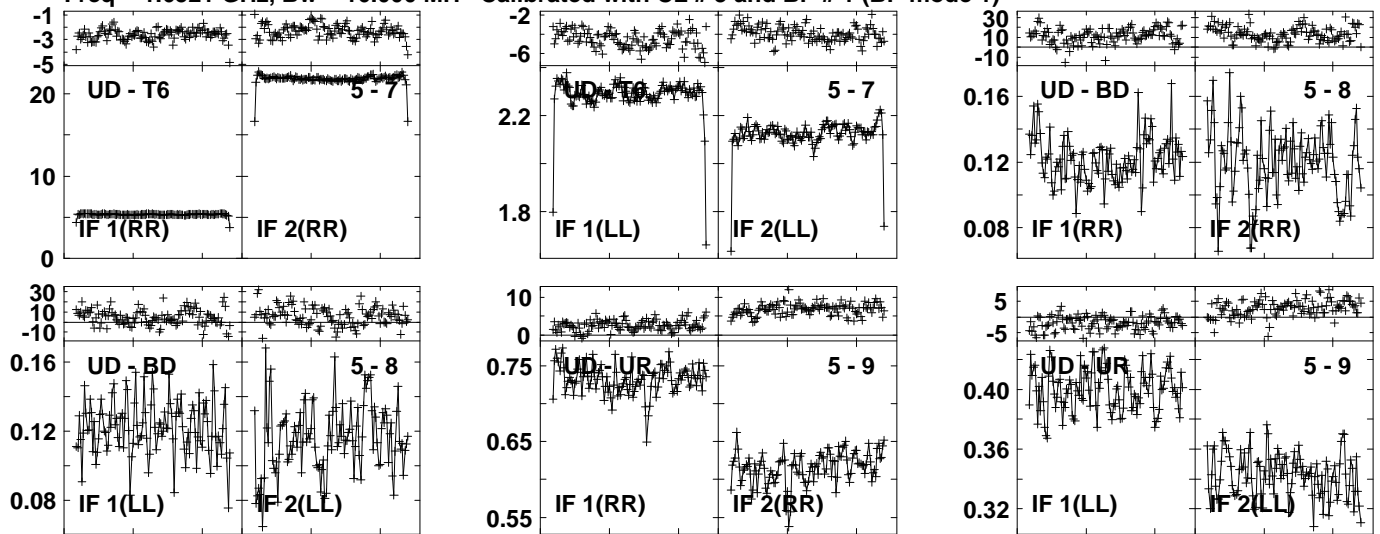 -2
-3
-4
-5
UD - T6
5 - 7
20
10
0
IF 1(RR)
IF 2(RR)
-2
-6
UD - T6
5 - 7
2.2
1.8
IF 1(LL)
IF 2(LL)
30
10
-10
UD - BD
5 - 8
0.16
0.12
0.08
IF 1(RR)
IF 2(RR)
30
10
-10
UD - BD
5 - 8
0.16
0.12
0.08
IF 1(LL)
IF 2(LL)
10
5
0
UD - UR
5 - 9
0.75
0.65
0.55
IF 1(RR)
IF 2(RR)
5
-5
UD - UR
5 - 9
0.40
0.36
0.32
IF 1(LL)
IF 2(LL)